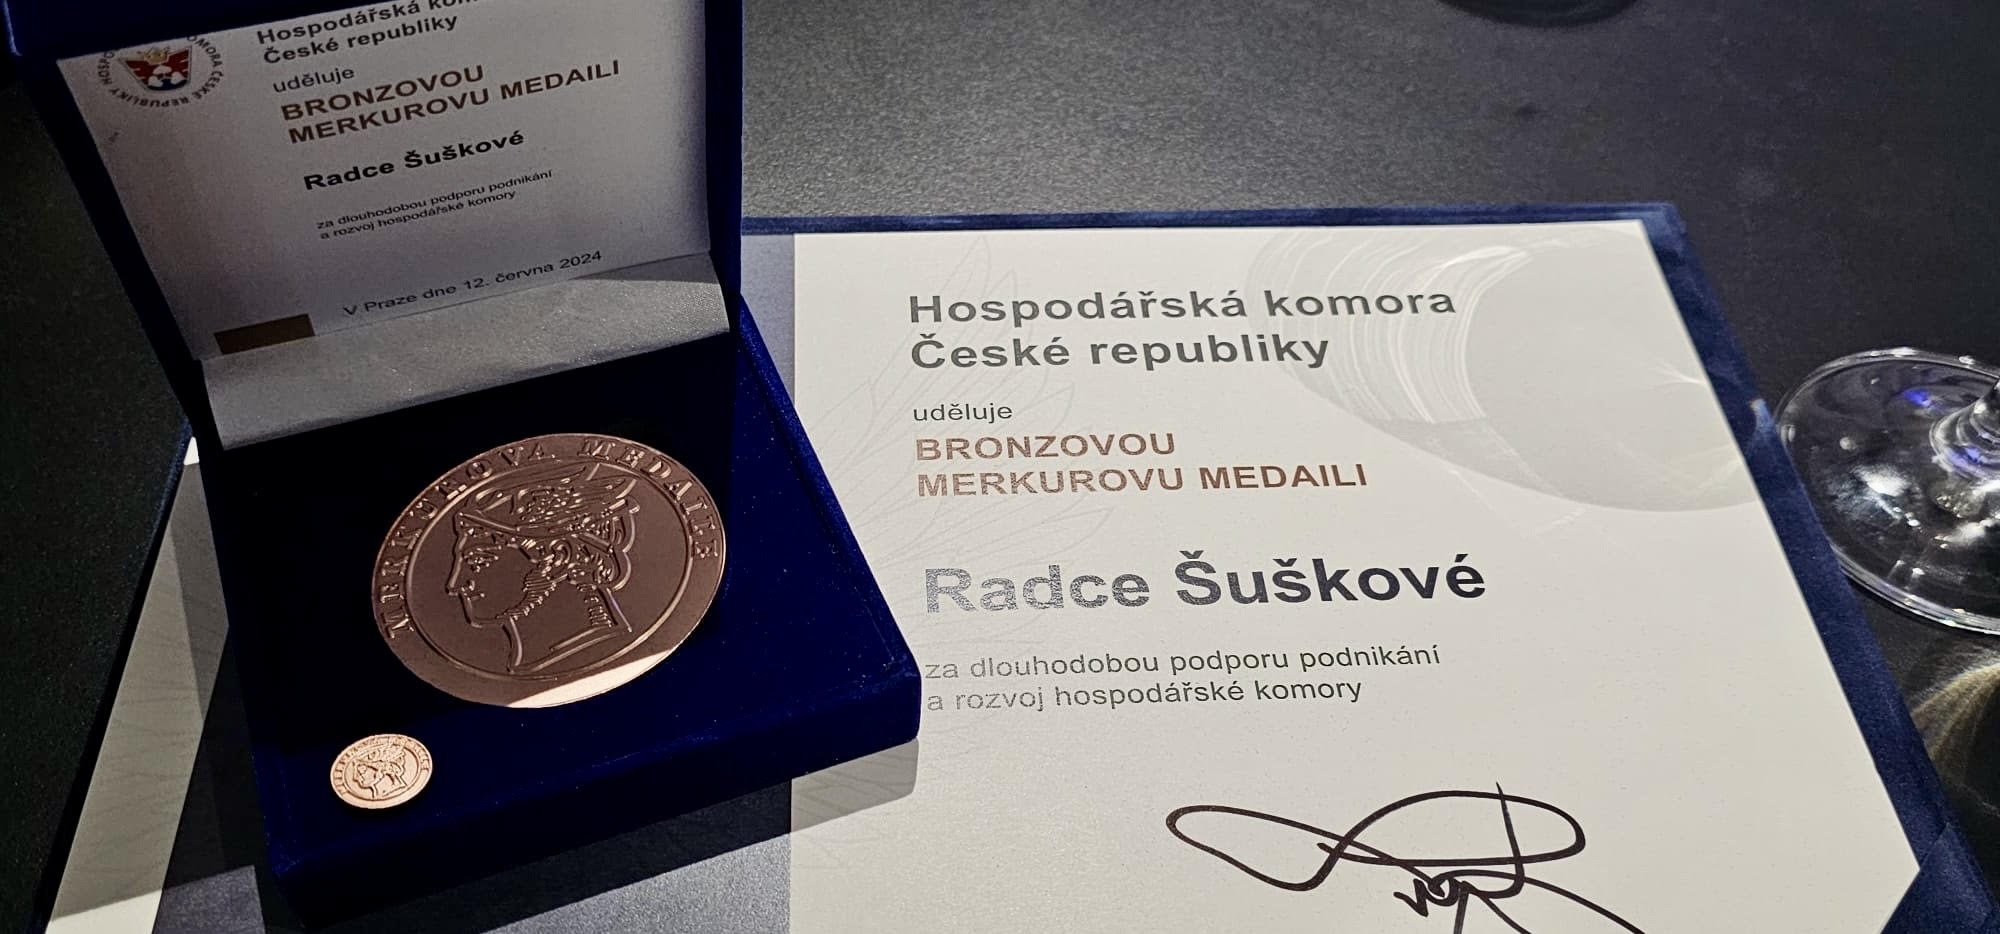 Hospodářská
České republiky
uděluje
BRONZOVOU
MERKUROVU MEDAILI
Radce Šuškové
za dlouhodobou podporu podnikání
a rozvoj hospodářské komory
V Praze dne 12. června 2024
MERKUROVA MEDAILE
Hospodářská komora
České republiky
uděluje
BRONZOVOU
MERKUROVU MEDAILI
Radce Šuškové
za dlouhodobou podporu podnikání
a rozvoj hospodářské komory